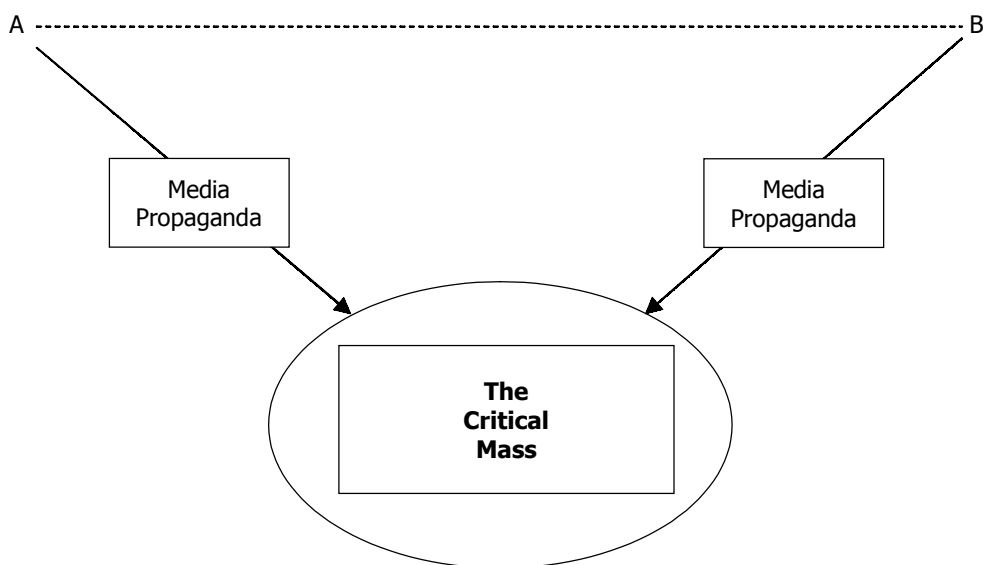 A
B
Media
Propaganda
Media
Propaganda
The
Critical
Mass